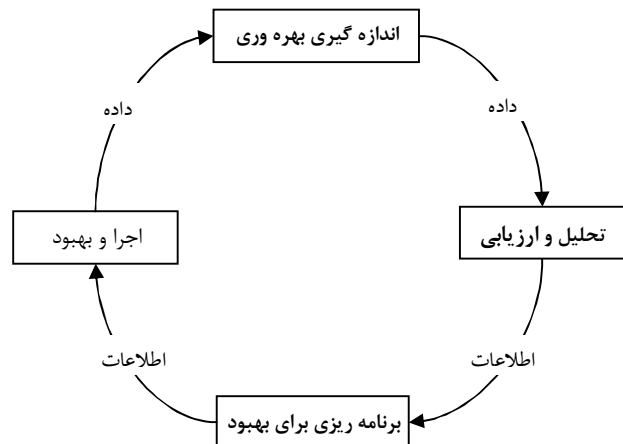 اندازه گیری بهره وری
داده
داده
تحلیل و ارزیابی
اجرا و بهبود
اطلاعات
اطلاعات
برنامه ریزی برای بهبود